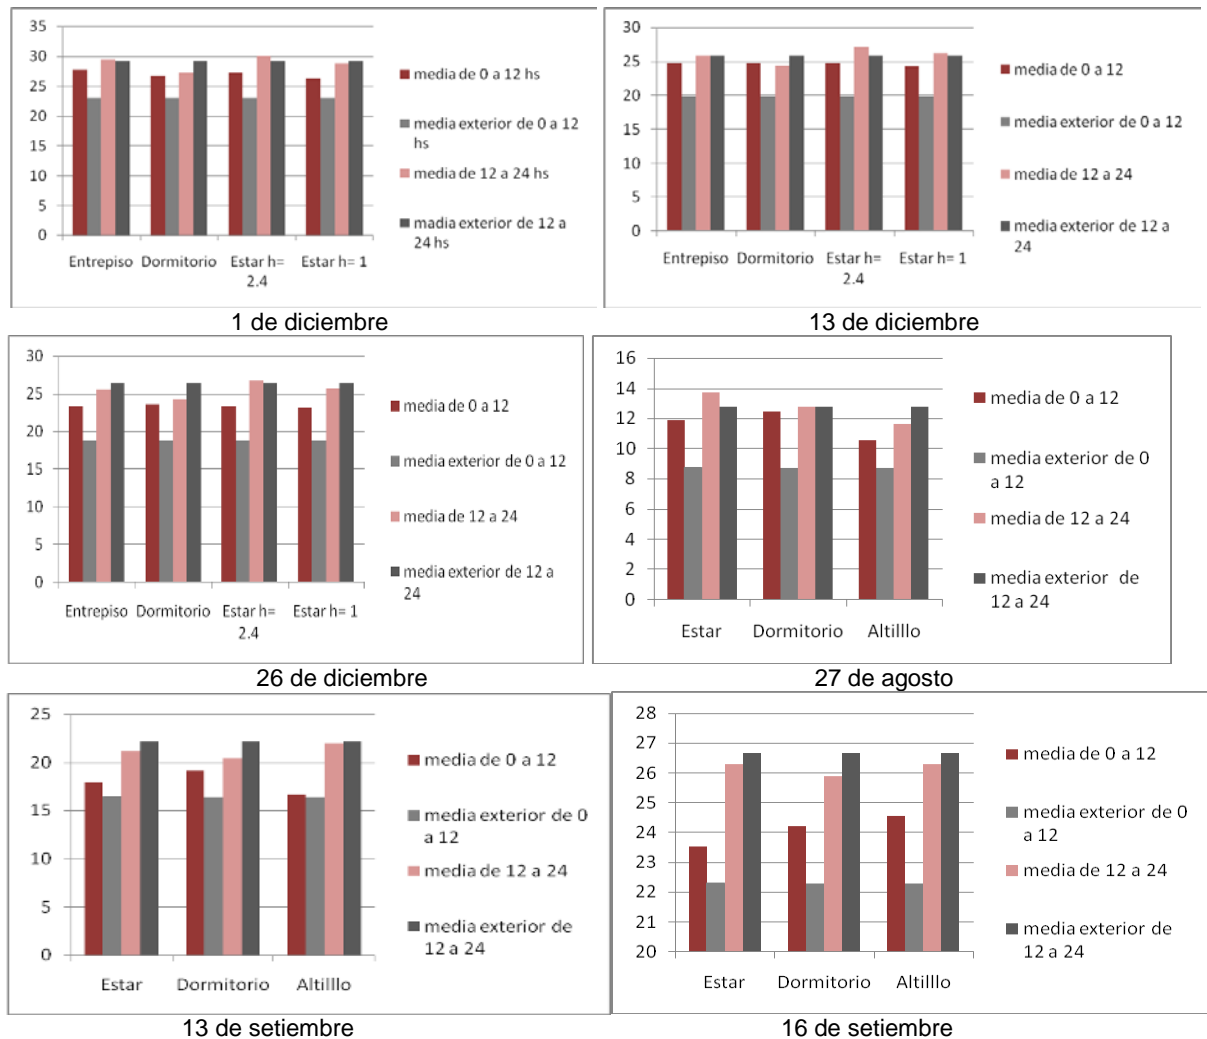 35
30
25
20
15
10
5
0
Entrepiso Dormitorio Estar h= Estar h= 1
2.4
media de 0 a 12 hs
media exterior de 0 a 12
hs
media de 12 a 24 hs
madia exterior de 12 a
24 hs
1 de diciembre
30
25
20
15
10
5
0
Entrepiso Dormitorio Estar h= Estar h= 1
2.4
media de 0 a 12
media exterior de 0 a 12
media de 12 a 24
media exterior de 12 a
24
13 de diciembre
30
25
20
15
10
5
0
Entrepiso Dormitorio Estar h= Estar h= 1
2.4
media de 0 a 12
media exterior de 0 a 12
media de 12 a 24
media exterior de 12 a
24
26 de diciembre
16
14
12
10
8
6
4
2
0
Estar Dormitorio Altilllo
media de 0 a 12
media exterior de 0
a 12
media de 12 a 24
media exterior de
12 a 24
27 de agosto
25
20
15
10
5
0
Estar Dormitorio Altilllo
media de 0 a 12
media exterior de 0
a 12
media de 12 a 24
media exterior de
12 a 24
13 de setiembre
28
27
26
25
24
23
22
21
20
Estar Dormitorio Altilllo
media de 0 a 12
media exterior de 0
a 12
media de 12 a 24
media exterior de
12 a 24
16 de setiembre